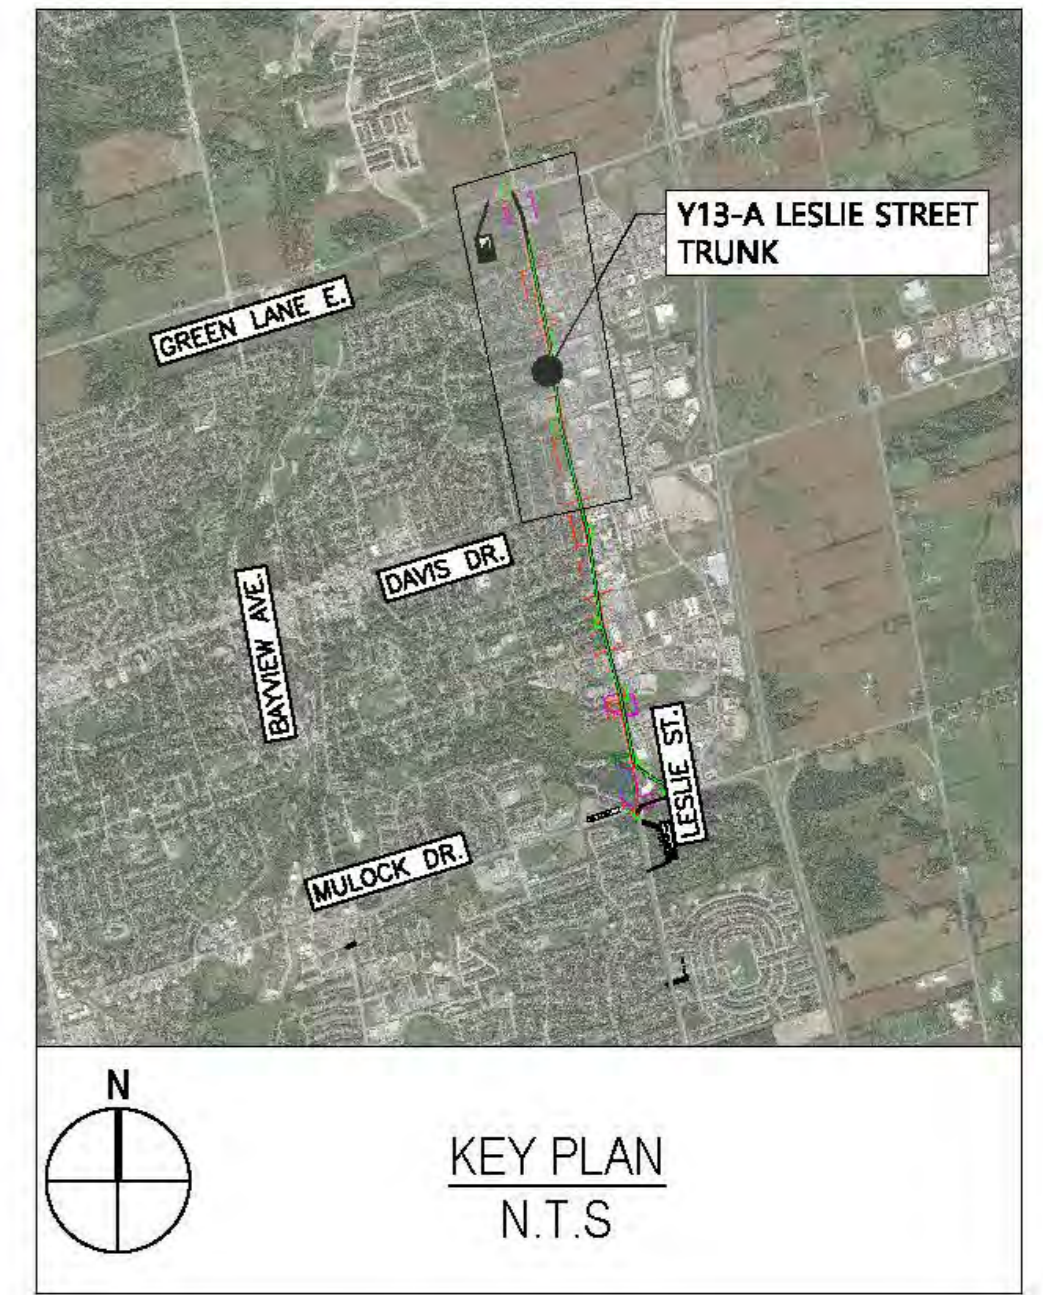 Y13-A LESLIE STREET
TRUNK
GREEN LANE E.
DAVIS DR.
BAYVIEW AVE.
LESLIE ST.
MULOCK DR.
N
KEY PLAN
N.T.S